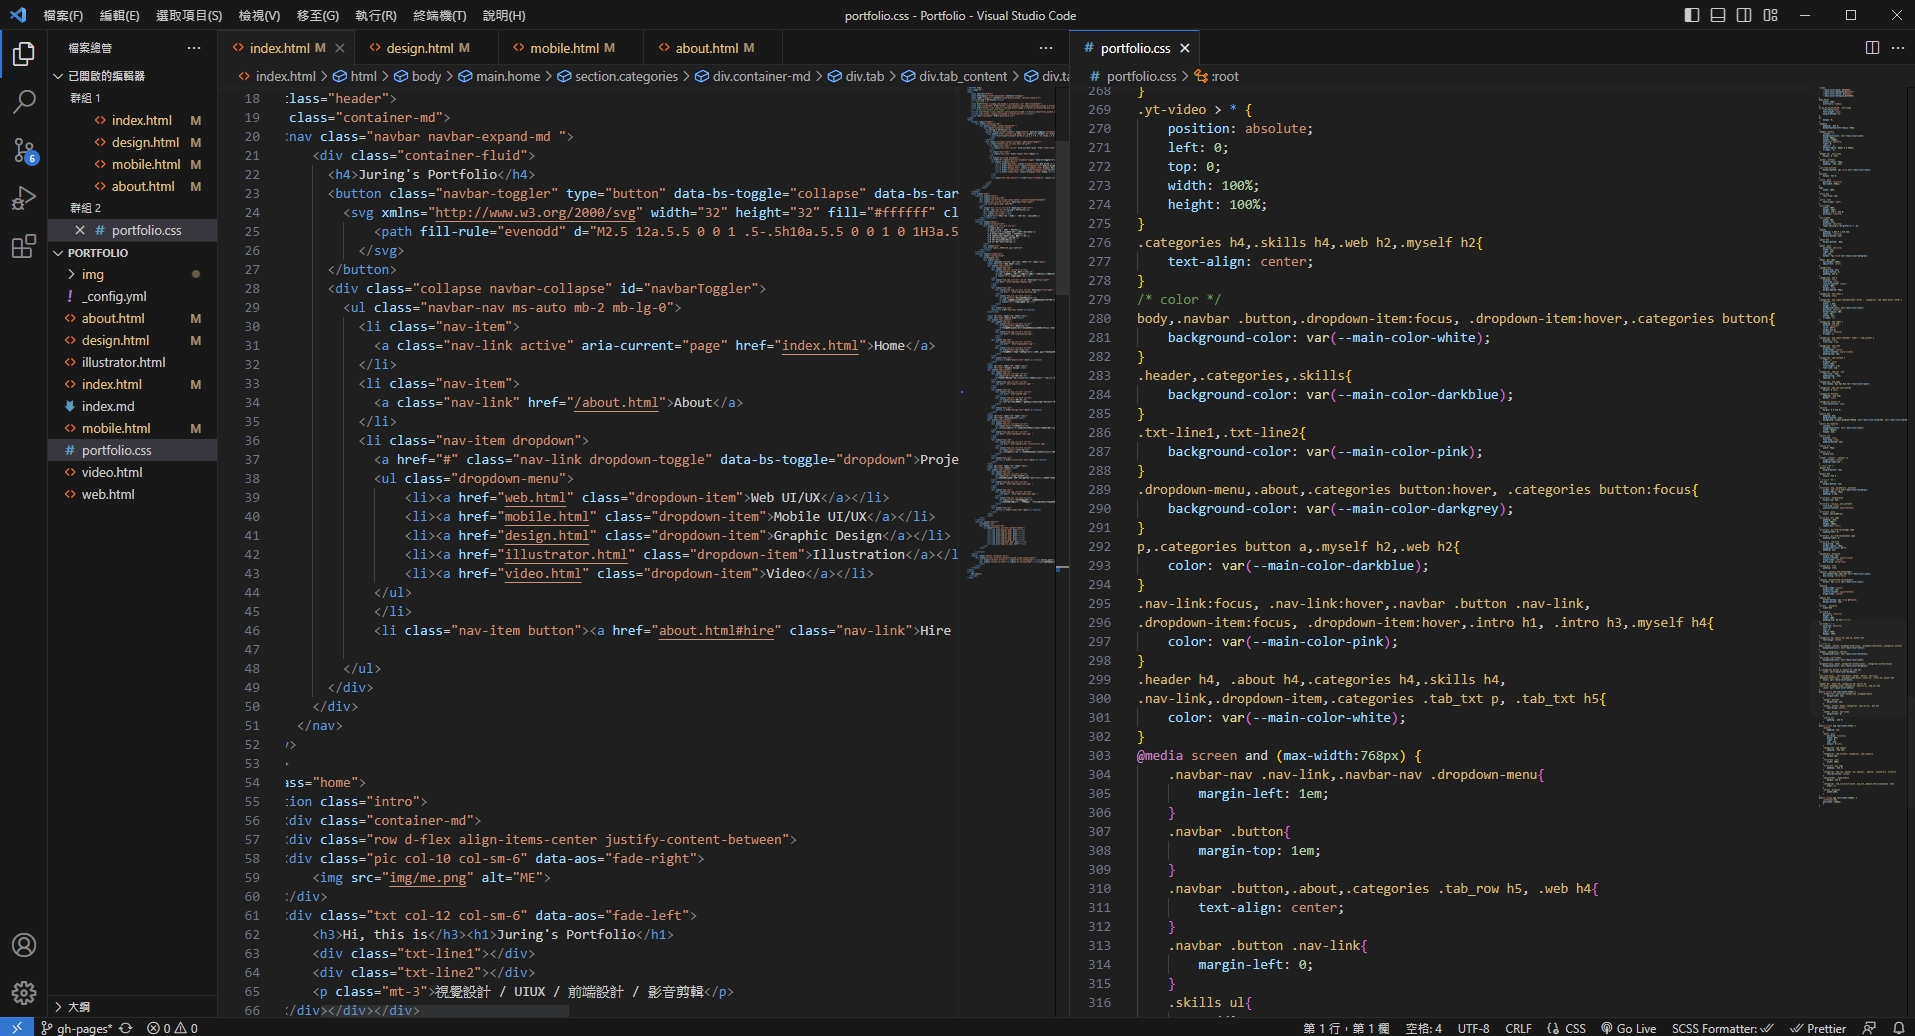 檔案(F) 編輯(E) 選取項目(S) 檢視(V) 移至(G) 執行(R) 終端機(T) 說明(H)
portfolio.css - Portfolio - Visual Studio Code
檔案總管
已開啟的編輯器
群組 1
index.html M
design.html M
mobile.html M
about.html M
群組 2
# portfolio.css
PORTFOLIO
img
! _config.yml
about.html M
design.html M
illustrator.html
index.html M
index.md
mobile.html M
# portfolio.css
video.html
web.html
大綱
6
index.html M design.html M mobile.html M about.html M
index.html > html > body > main.home > section.categories > div.container-md > div.tab > div.tab_content > div.ta
18 :lass="header">
19 class="container-md">
20 :nav class="navbar navbar-expand-md ">
21 <div class="container-fluid">
22 <h4>Juring's Portfolio</h4>
23 <button class="navbar-toggler" type="button" data-bs-toggle="collapse" data-bs-tar
24 <svg xmlns="http://www.w3.org/2000/svg" width="32" height="32" fill="#ffffff" cl
25 <path fill-rule="evenodd" d="M2.5 12a.5.5 0 0 1 .5-.5h10a.5.5 0 0 1 0 1H3a.5
26 </svg>
27 </button>
28 <div class="collapse navbar-collapse" id="navbarToggler">
29 <ul class="navbar-nav ms-auto mb-2 mb-lg-0">
30 <li class="nav-item">
31 <a class="nav-link active" aria-current="page" href="index.html">Home</a>
32 </li>
33 <li class="nav-item">
34 <a class="nav-link" href="/about.html">About</a>
35 </li>
36 <li class="nav-item dropdown">
37 <a href="#" class="nav-link dropdown-toggle" data-bs-toggle="dropdown">Proje
38 <ul class="dropdown-menu">
39 <li><a href="web.html" class="dropdown-item">Web UI/UX</a></li>
40 <li><a href="mobile.html" class="dropdown-item">Mobile UI/UX</a></li>
41 <li><a href="design.html" class="dropdown-item">Graphic Design</a></li>
42 <li><a href="illustrator.html" class="dropdown-item">Illustration</a></l
43 <li><a href="video.html" class="dropdown-item">Video</a></li>
44 </ul>
45 </li>
46 <li class="nav-item button"><a href="about.html#hire" class="nav-link">Hire
47
48 </ul>
49 </div>
50 </div>
51 </nav>
52 />
53 >
54 ass="home">
55 :ion class="intro">
56 :div class="container-md">
57 :div class="row d-flex align-items-center justify-content-between">
58 :div class="pic col-10 col-sm-6" data-aos="fade-right">
59 <img src="img/me.png" alt="ME">
60 :/div>
61 :div class="txt col-12 col-sm-6" data-aos="fade-left">
62 <h3>Hi, this is</h3><h1>Juring's Portfolio</h1>
63 <div class="txt-line1"></div>
64 <div class="txt-line2"></div>
65 <p class="mt-3">視覺設計 / UIUX / 前端設計 / 影音剪輯</p>
66 :/div></div></div>
# portfolio.css
# portfolio.css > :root
268 }
269 .yt-video > * {
270 position: absolute;
271 left: 0;
272 top: 0;
273 width: 100%;
274 height: 100%;
275 }
276 .categories h4,.skills h4,.web h2,.myself h2{
277 text-align: center;
278 }
279 /* color */
280 body,.navbar .button,.dropdown-item:focus, .dropdown-item:hover,.categories button{
281 background-color: var(--main-color-white);
282 }
283 .header,.categories,.skills{
284 background-color: var(--main-color-darkblue);
285 }
286 .txt-line1,.txt-line2{
287 background-color: var(--main-color-pink);
288 }
289 .dropdown-menu,.about,.categories button:hover, .categories button:focus{
290 background-color: var(--main-color-darkgrey);
291 }
292 p,.categories button a,.myself h2,.web h2{
293 color: var(--main-color-darkblue);
294 }
295 .nav-link:focus, .nav-link:hover,.navbar .button .nav-link,
296 .dropdown-item:focus, .dropdown-item:hover,.intro h1, .intro h3,.myself h4{
297 color: var(--main-color-pink);
298 }
299 .header h4, .about h4,.categories h4,.skills h4,
300 .nav-link,.dropdown-item,.categories .tab_txt p, .tab_txt h5{
301 color: var(--main-color-white);
302 }
303 @media screen and (max-width:768px) {
304 .navbar-nav .nav-link,.navbar-nav .dropdown-menu{
305 margin-left: 1em;
306 }
307 .navbar .button{
308 margin-top: 1em;
309 }
310 .navbar .button,.about,.categories .tab_row h5, .web h4{
311 text-align: center;
312 }
313 .navbar .button .nav-link{
314 margin-left: 0;
315 }
316 .skills ul{
gh-pages* 0 0 第 1 行，第 1 欄 空格: 4 UTF-8 CRLF {} CSS Go Live SCSS Formatter: Prettier